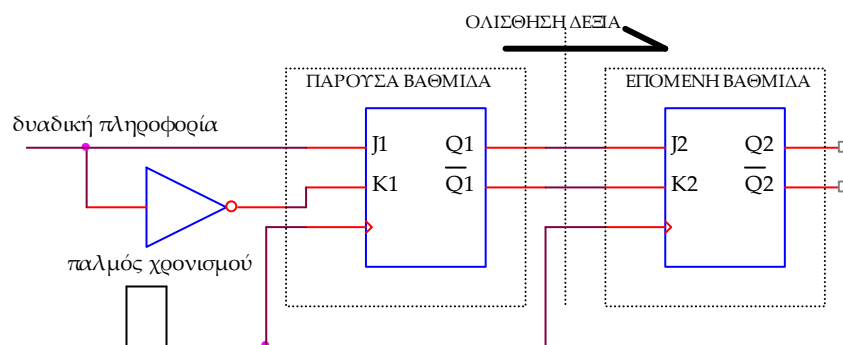 ΟΛΙΣΘΗΣΗ ΔΕΞΙΑ
ΠΑΡΟΥΣΑ ΒΑΘΜΙΔΑ
ΕΠΟΜΕΝΗ ΒΑΘΜΙΔΑ
δυαδική πληροφορία
J1 Q1 J2 Q2
K1 Q1 K2 Q2
παλμός χρονισμού